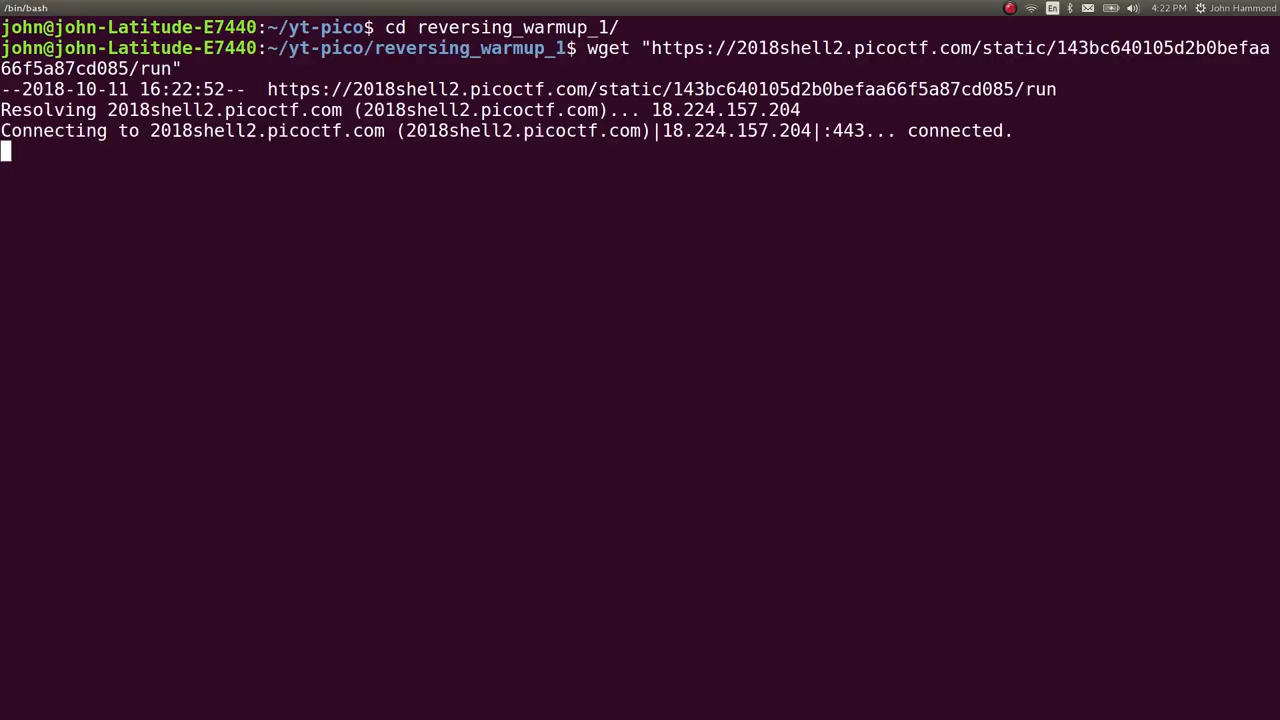 /bin/bash
En
4:22 PM
John Hammond
john@john-Latitude-E7440:~/yt-pico$ cd reversing_warmup_1/
john@john-Latitude-E7440:~/yt-pico/reversing_warmup_1$ wget "https://2018shell2.picoctf.com/static/143bc640105d2b0befaa
66f5a87cd085/run"
--2018-10-11 16:22:52--  https://2018shell2.picoctf.com/static/143bc640105d2b0befaa66f5a87cd085/run
Resolving 2018shell2.picoctf.com (2018shell2.picoctf.com)... 18.224.157.204
Connecting to 2018shell2.picoctf.com (2018shell2.picoctf.com)|18.224.157.204|:443... connected.